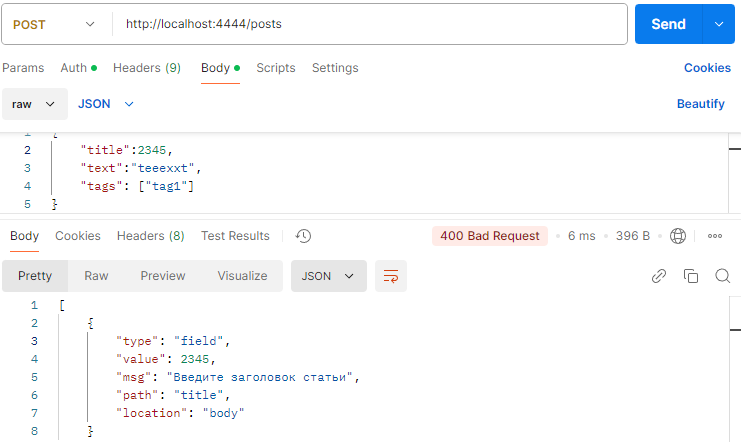 POST http://localhost:4444/posts Send
Params Auth Headers (9) Body Scripts Settings Cookies
raw JSON Beautify
1 {
2 "title":2345,
3 "text":"teeexxt",
4 "tags": ["tag1"]
5 }
Body Cookies Headers (8) Test Results 400 Bad Request 6 ms 396 B
Pretty Raw Preview Visualize JSON
1 [
2 {
3 "type": "field",
4 "value": 2345,
5 "msg": "Введите заголовок статьи",
6 "path": "title",
7 "location": "body"
8 }